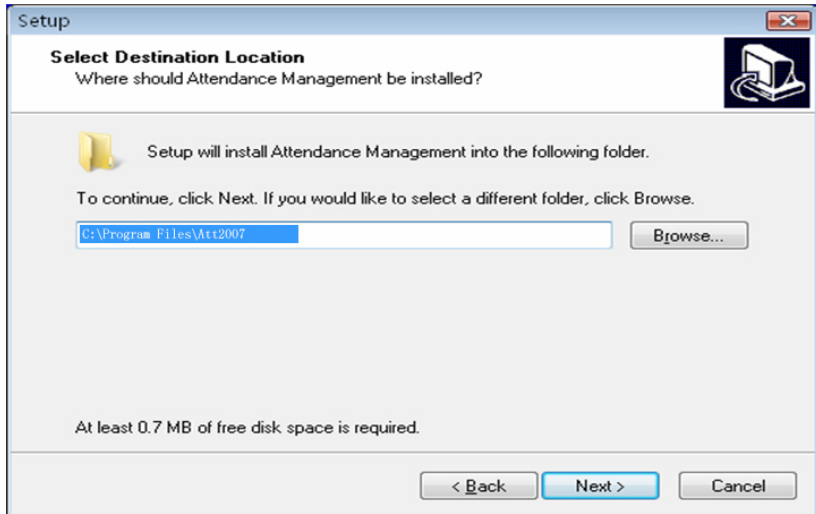 Setup
Select Destination Location
Where should Attendance Management be installed?
Setup will install Attendance Management into the following folder.
To continue, click Next. If you would like to select a different folder, click Browse.
C:\Program Files\Att2007
Browse...
At least 0.7 MB of free disk space is required.
< Back Next > Cancel